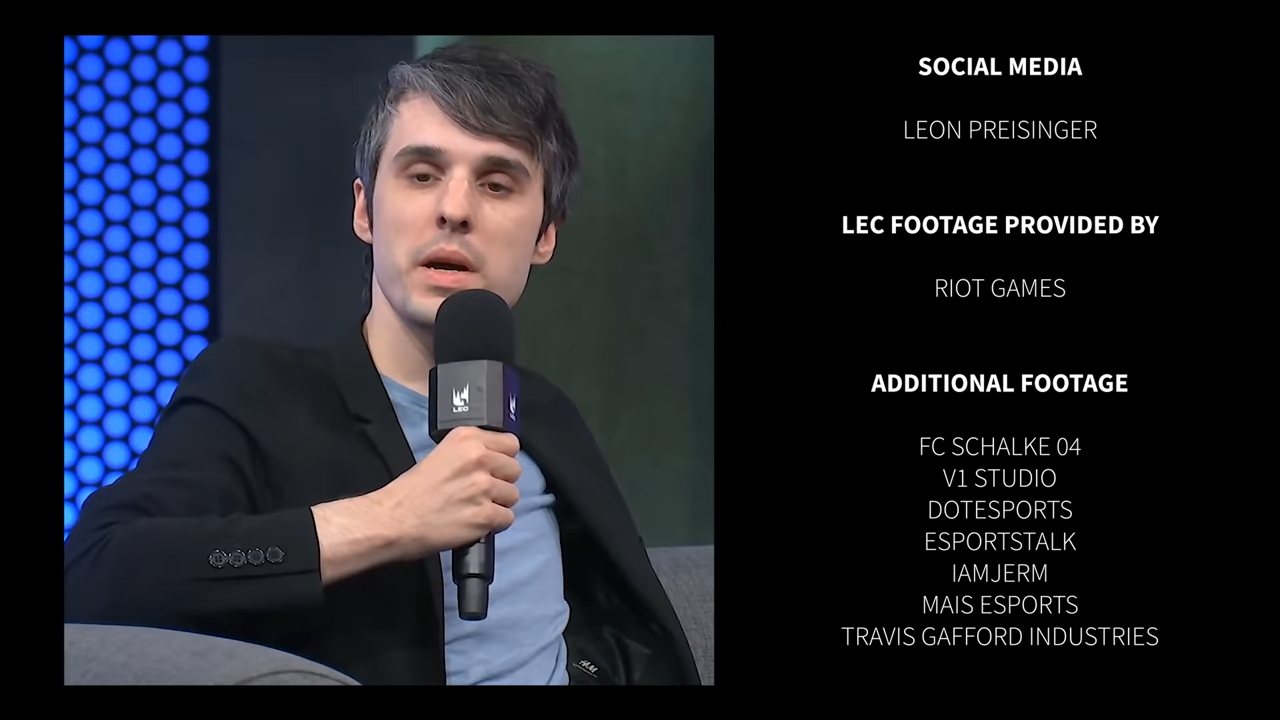 SOCIAL MEDIA
LEON PREISINGER
LEC FOOTAGE PROVIDED BY
RIOT GAMES
ADDITIONAL FOOTAGE
FC SCHALKE 04
V1 STUDIO
DOTESPORTS
ESPORTSTALK
IAMJERM
MAIS ESPORTS
TRAVIS GAFFORD INDUSTRIES
LEC
H&M